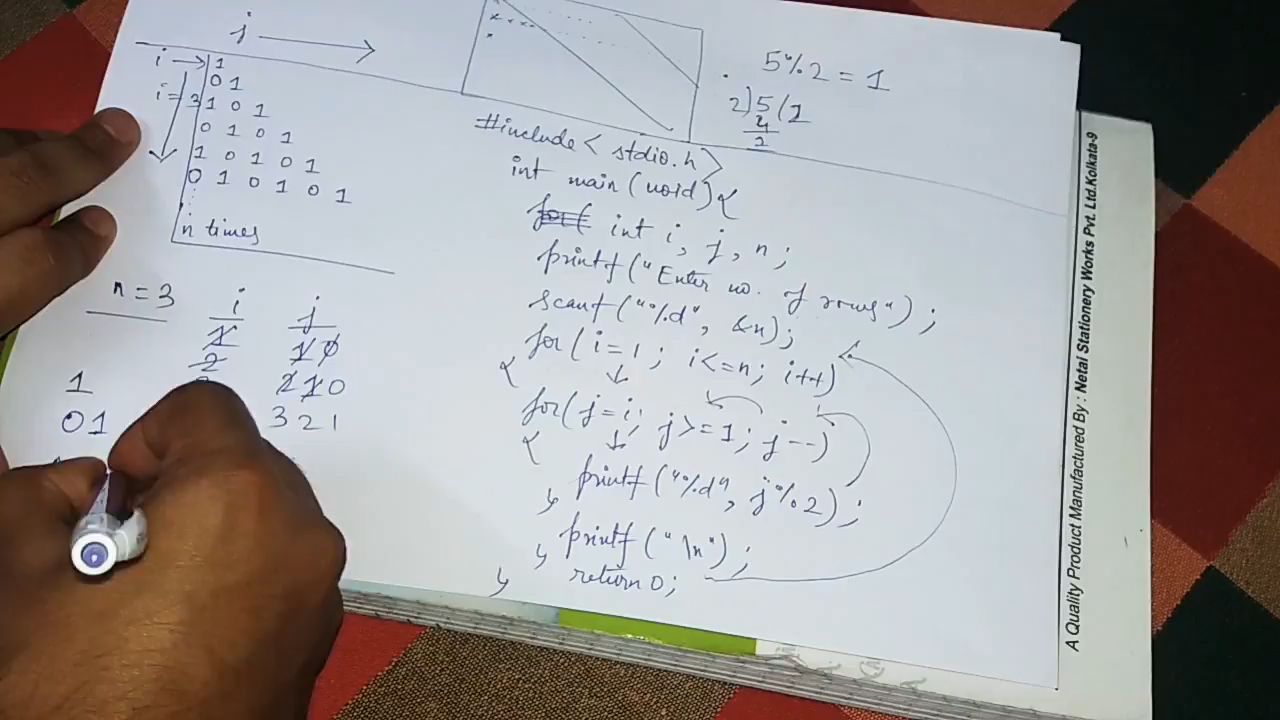 j
i → 1
0 1
i = 3 1 0 1
0 1 0 1
1 0 1 0 1
0 1 0 1 0 1
n times
5%2 = 1
2)5(2
4
1
#include < stdio.h >
int main (void) {
int i, j, n;
printf ("Enter no. of rows");
scanf ("%d", &n);
for (i=1; i<=n; i++)
{
for (j=i; j>=1; j--)
{
printf ("%d", j%2);
}
printf ("\n");
}
return 0;
}
n = 3
i j
1 1 0
2
1 2 1 0
01 3 2 1
A Quality Product Manufactured By : Netai Stationery Works Pvt. Ltd.Kolkata-9